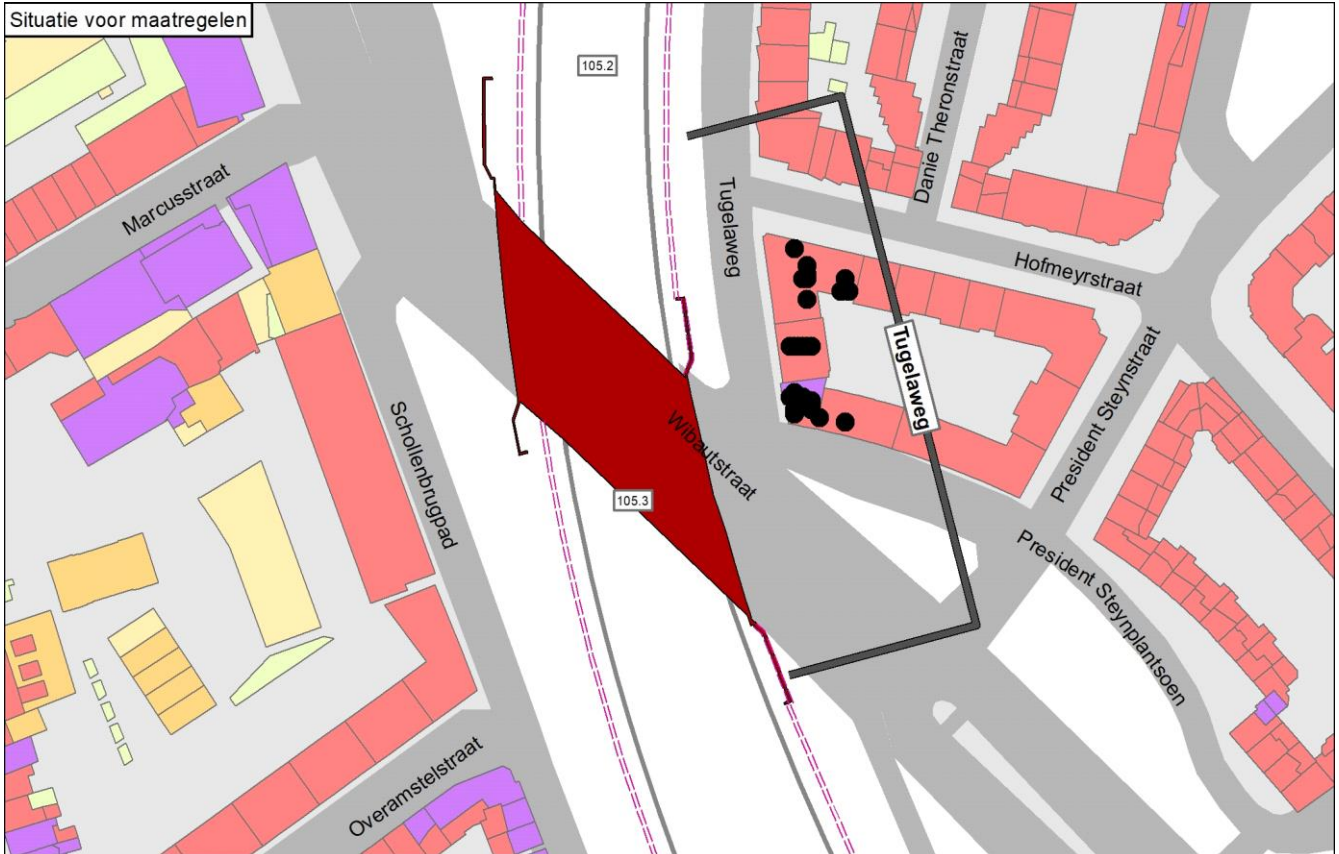 Situatie voor maatregelen
105.2
Marcusstraat
Danie Theronstraat
Tugelaweg
Hofmeyrstraat
Tugelaweg
President Steynstraat
Wibautstraat
Schollenbrugpad
105.3
President Steynplantsoen
Overamstelstraat